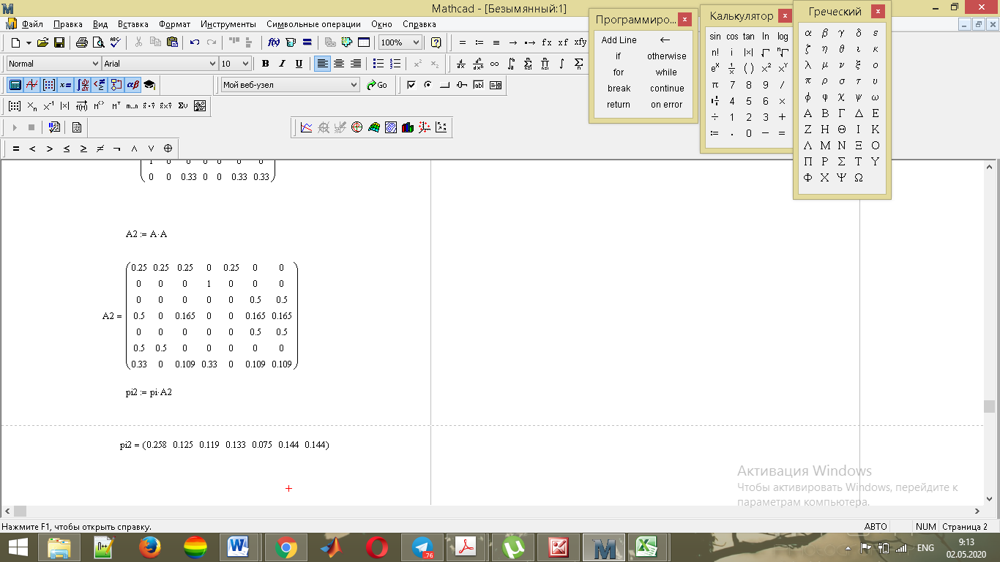 Mathcad - [Безымянный:1]
Файл Правка Вид Вставка Формат Инструменты Символьные операции Окно Справка
100%
Normal Arial 10 B I U
Мой веб-узел Go
Программиро...
Add Line ←
if otherwise
for while
break continue
return on error
Калькулятор
sin cos tan ln log
n! i |×| √ ⁿ√
eˣ 1/x ( ) x² xʸ
π 7 8 9 /
4 5 6 ×
÷ 1 2 3 +
:= . 0 − =
Греческий
α β γ δ ε
ζ η θ ι κ
λ μ ν ξ ο
π ρ σ τ υ
ϕ φ χ ψ ω
Α Β Γ Δ Ε
Ζ Η Θ Ι Κ
Λ Μ Ν Ξ Ο
Π Ρ Σ Τ Υ
Φ Χ Ψ Ω
= < > ≤ ≥ ≠ ¬ ∧ ∨ ⊕
1 0 0 0 0 0 0
0 0 0.33 0 0 0.33 0.33
A2 := A·A
0.25 0.25 0.25 0 0.25 0 0
0 0 0 1 0 0 0
0 0 0 0 0 0.5 0.5
A2 = 0.5 0 0.165 0 0 0.165 0.165
0 0 0 0 0 0.5 0.5
0.5 0.5 0 0 0 0 0
0.33 0 0.109 0.33 0 0.109 0.109
pi2 := pi·A2
pi2 = (0.258 0.125 0.119 0.133 0.075 0.144 0.144)
Активация Windows
Чтобы активировать Windows, перейдите к
параметрам компьютера.
Нажмите F1, чтобы открыть справку.
АВТО NUM Страница 2
.76
ENG
9:13
02.05.2020